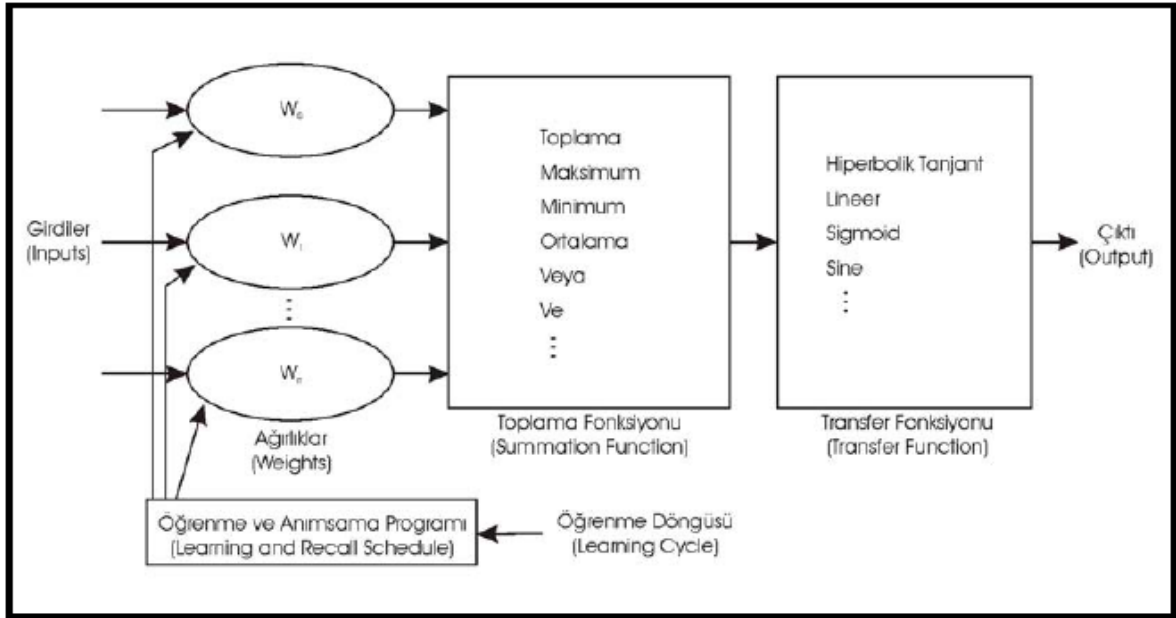 Girdiler
(Inputs)
W₀
W₁
⋮
Wₙ
Ağırlıklar
(Weights)
Toplama
Maksimum
Minimum
Ortalama
Veya
Ve
⋮
Toplama Fonksiyonu
(Summation Function)
Hiperbolik Tanjant
Lineer
Sigmoid
Sine
⋮
Transfer Fonksiyonu
(Transfer Function)
Çıktı
(Output)
Öğrenme ve Anımsama Programı
(Learning and Recall Schedule)
Öğrenme Döngüsü
(Learning Cycle)